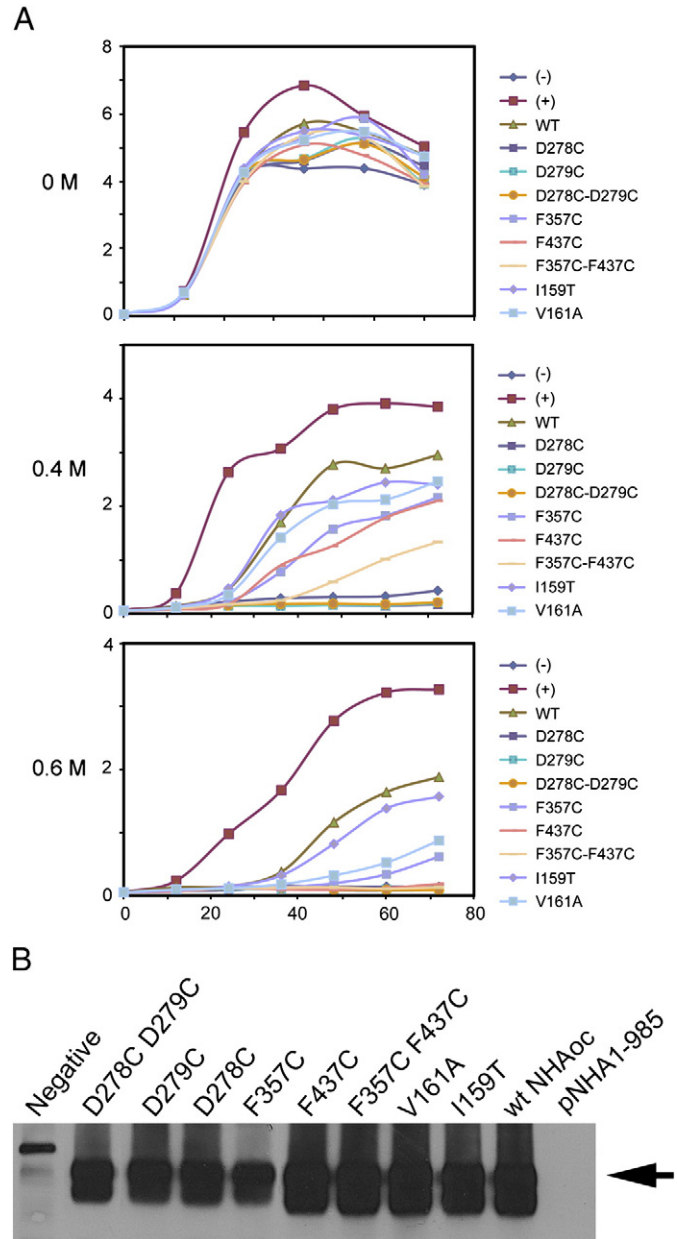 A
8
6
4
2
0
0 M
(-)
(+)
WT
D278C
D279C
D278C-D279C
F357C
F437C
F357C-F437C
I159T
V161A
4
2
0
0.4 M
(-)
(+)
WT
D278C
D279C
D278C-D279C
F357C
F437C
F357C-F437C
I159T
V161A
4
2
0
0.6 M
0 20 40 60 80
(-)
(+)
WT
D278C
D279C
D278C-D279C
F357C
F437C
F357C-F437C
I159T
V161A
B
Negative
D278C D279C
D279C
D278C
F357C
F437C
F357C F437C
V161A
I159T
wt NHAoc
pNHA1-985